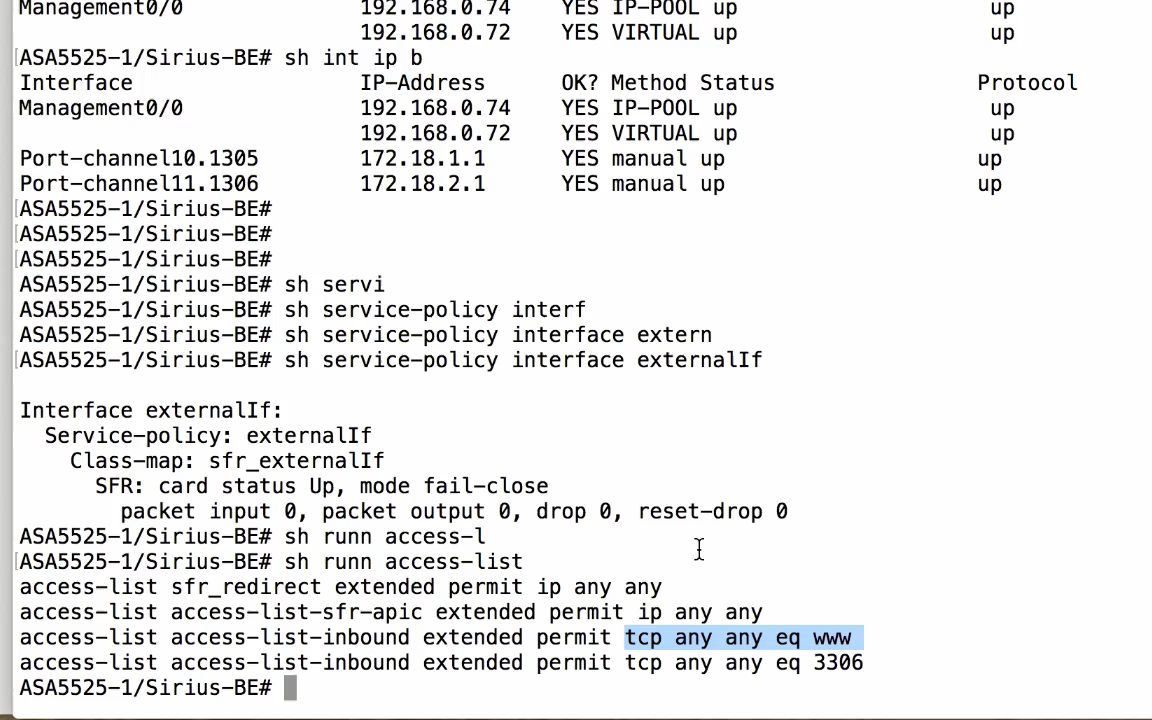 Management0/0 192.168.0.74 YES IP-POOL up up
192.168.0.72 YES VIRTUAL up up
[ASA5525-1/Sirius-BE# sh int ip b
Interface IP-Address OK? Method Status Protocol
Management0/0 192.168.0.74 YES IP-POOL up up
192.168.0.72 YES VIRTUAL up up
Port-channel10.1305 172.18.1.1 YES manual up up
Port-channel11.1306 172.18.2.1 YES manual up up
[ASA5525-1/Sirius-BE#
[ASA5525-1/Sirius-BE#
[ASA5525-1/Sirius-BE#
ASA5525-1/Sirius-BE# sh servi
ASA5525-1/Sirius-BE# sh service-policy interf
ASA5525-1/Sirius-BE# sh service-policy interface extern
[ASA5525-1/Sirius-BE# sh service-policy interface externalIf
Interface externalIf:
Service-policy: externalIf
Class-map: sfr_externalIf
SFR: card status Up, mode fail-close
packet input 0, packet output 0, drop 0, reset-drop 0
ASA5525-1/Sirius-BE# sh runn access-l
[ASA5525-1/Sirius-BE# sh runn access-list
access-list sfr_redirect extended permit ip any any
access-list access-list-sfr-apic extended permit ip any any
access-list access-list-inbound extended permit tcp any any eq www
access-list access-list-inbound extended permit tcp any any eq 3306
ASA5525-1/Sirius-BE#